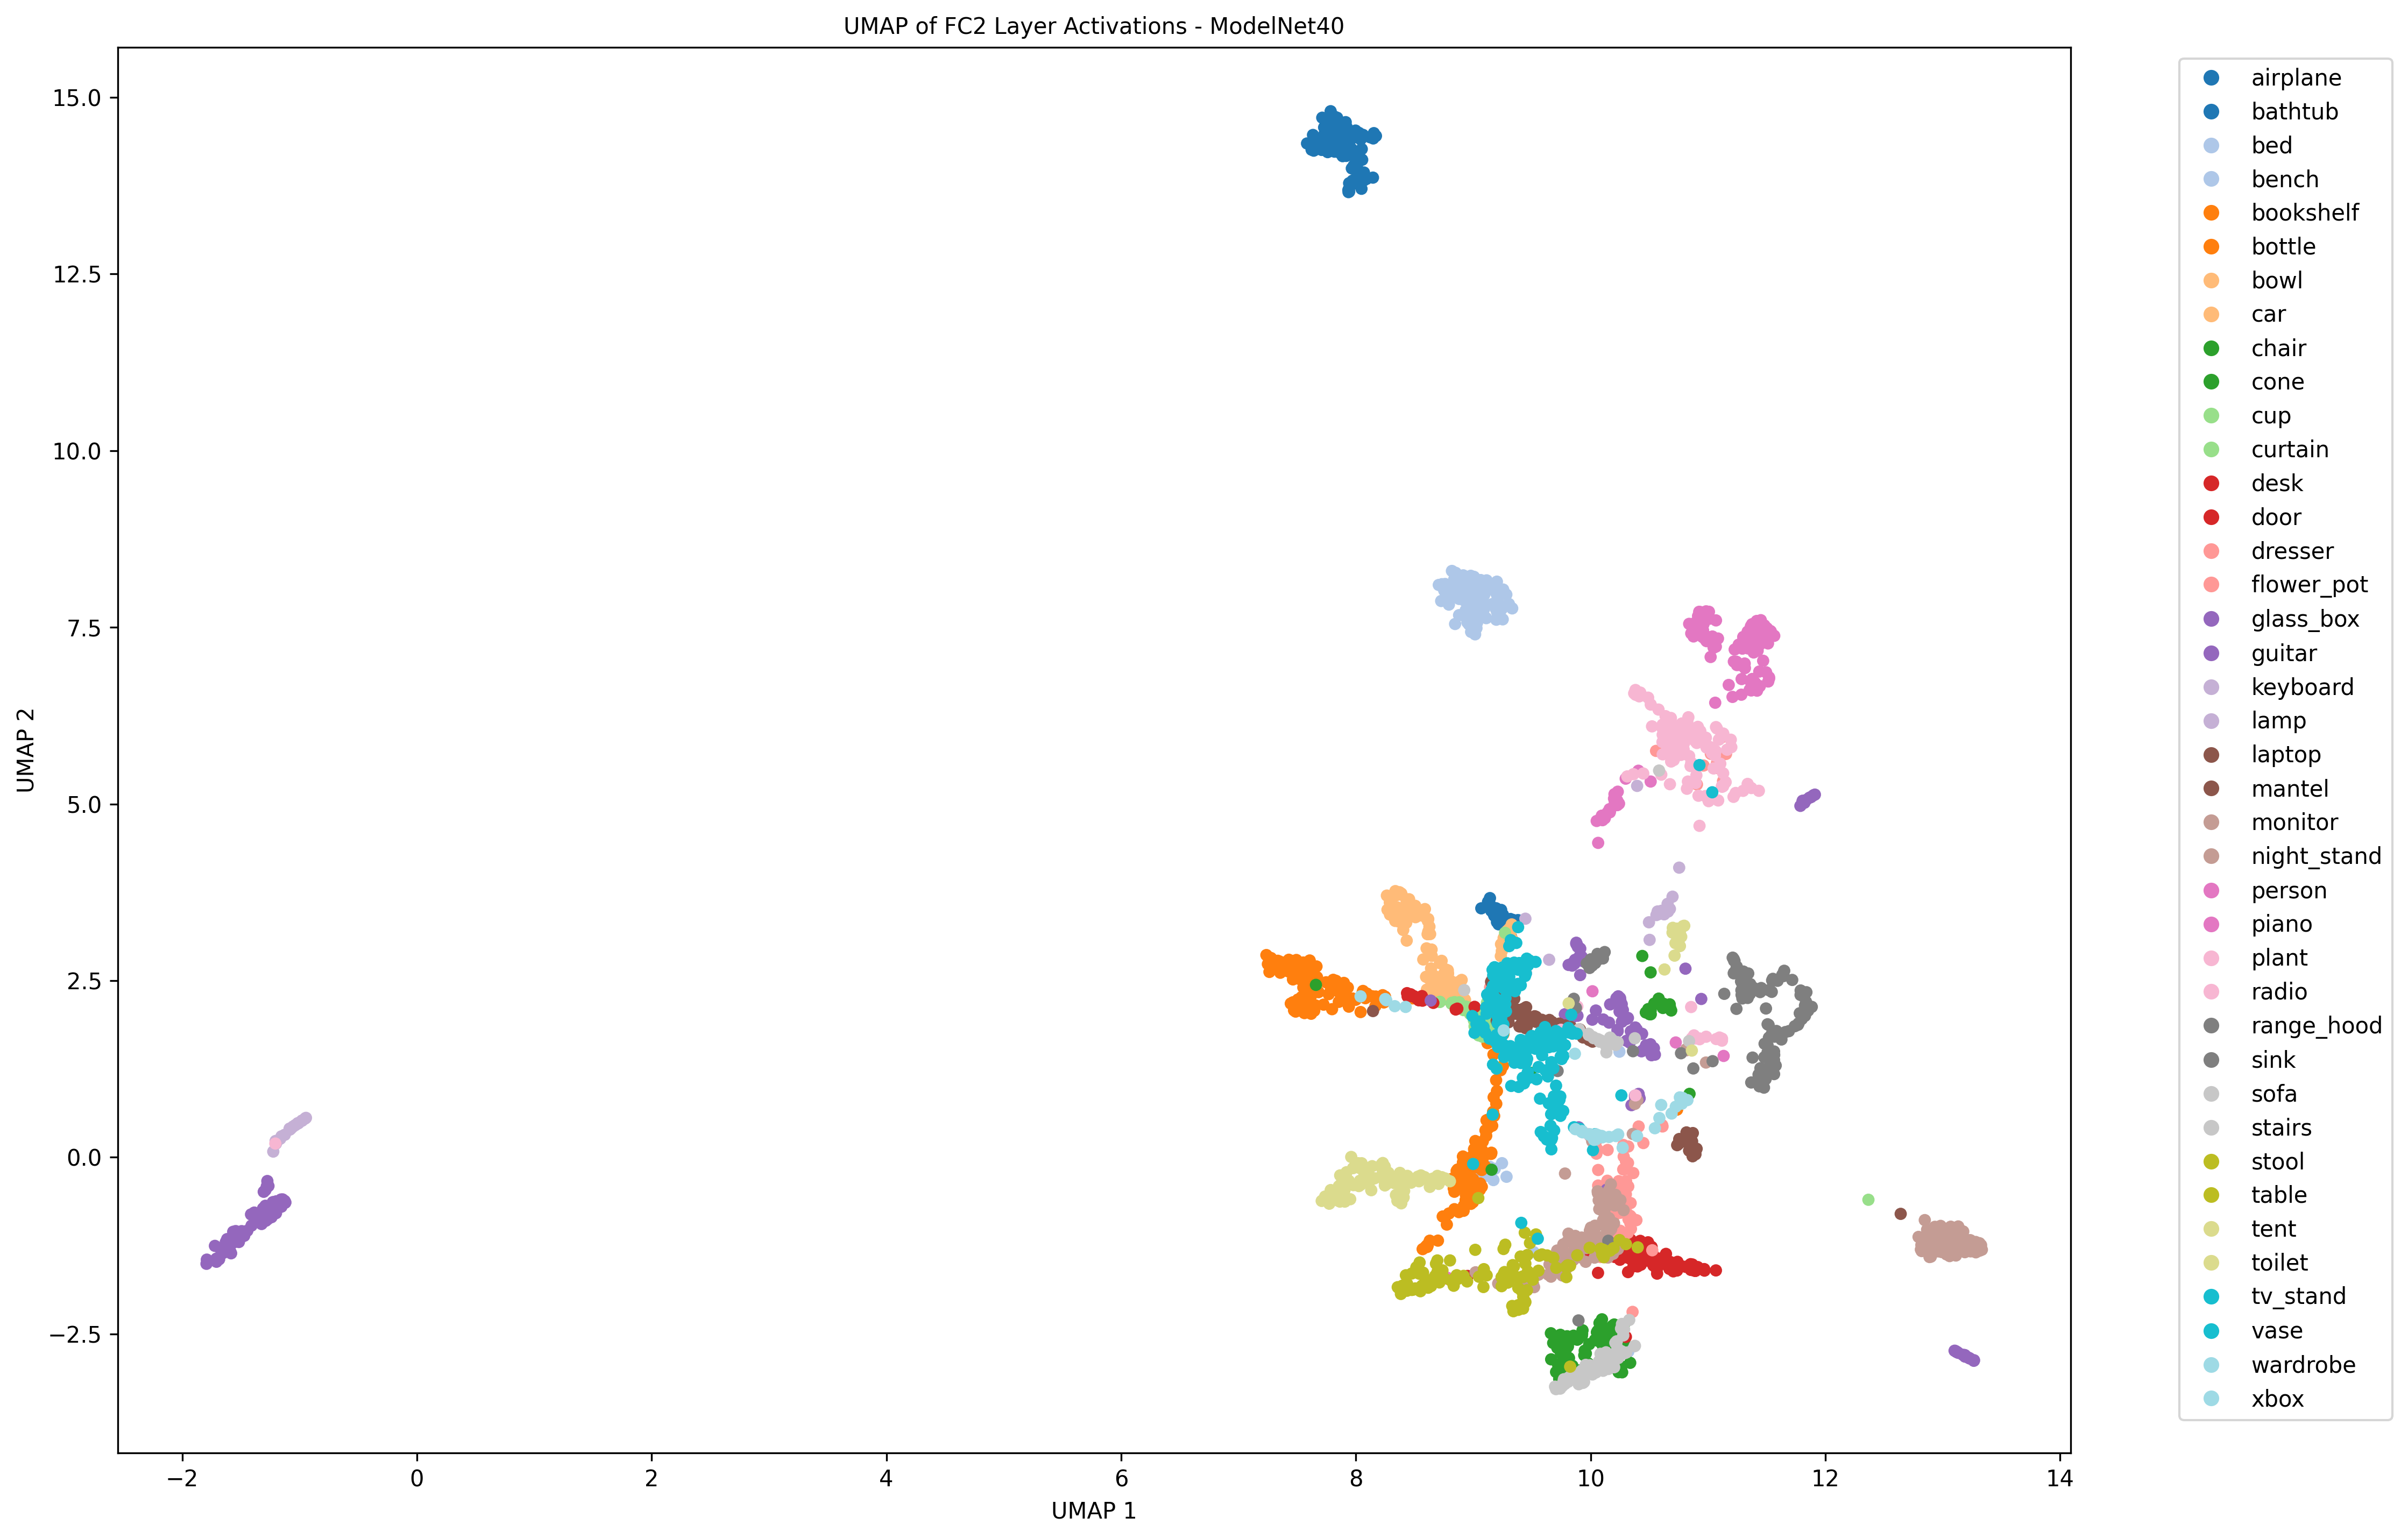 UMAP of FC2 Layer Activations - ModelNet40
15.0
12.5
10.0
7.5
5.0
2.5
0.0
−2.5
UMAP 2
−2
0
2
4
6
8
10
12
14
UMAP 1
airplane
bathtub
bed
bench
bookshelf
bottle
bowl
car
chair
cone
cup
curtain
desk
door
dresser
flower_pot
glass_box
guitar
keyboard
lamp
laptop
mantel
monitor
night_stand
person
piano
plant
radio
range_hood
sink
sofa
stairs
stool
table
tent
toilet
tv_stand
vase
wardrobe
xbox